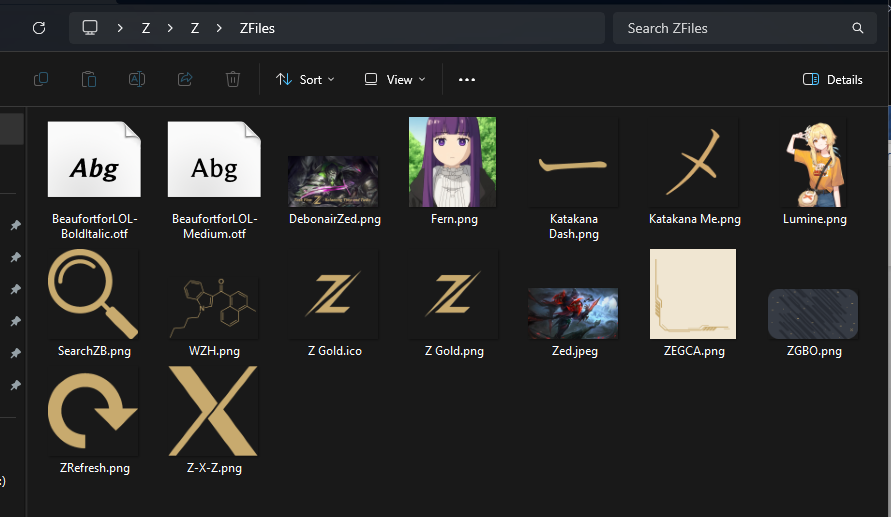 Z
Z
ZFiles
Search ZFiles
Sort
View
Details
Abg
Abg
BeaufortforLOL-
BoldItalic.otf
BeaufortforLOL-
Medium.otf
DebonairZed.png
Fern.png
Katakana
Dash.png
Katakana Me.png
Lumine.png
SearchZB.png
WZH.png
Z Gold.ico
Z Gold.png
Zed.jpeg
ZEGCA.png
ZGBO.png
ZRefresh.png
Z-X-Z.png